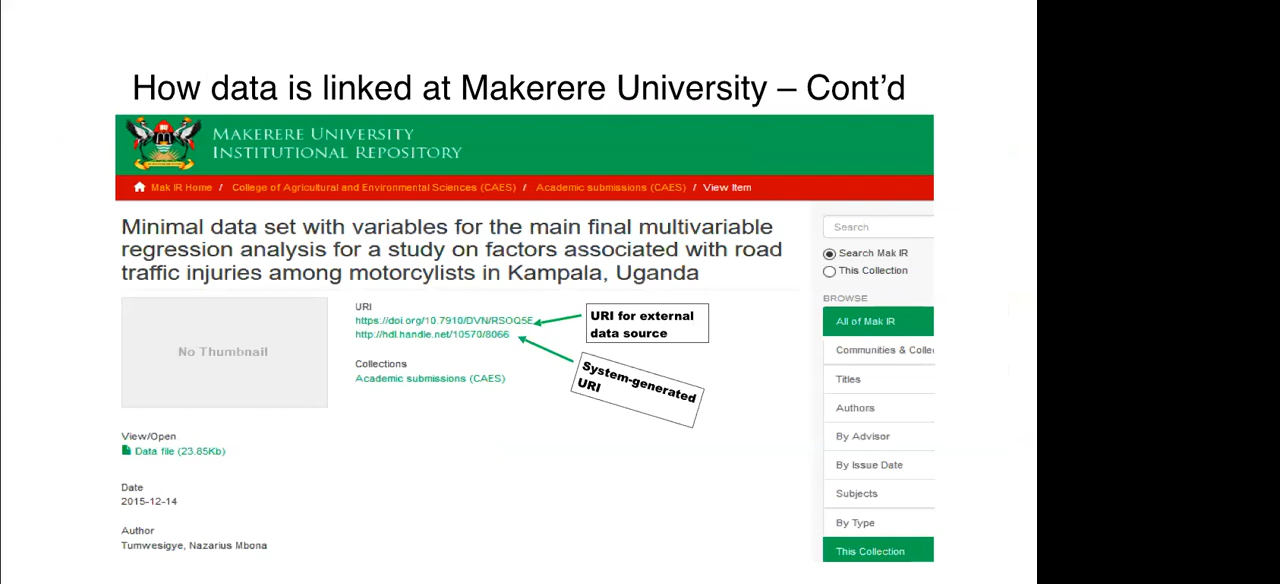 How data is linked at Makerere University – Cont’d
MAKERERE UNIVERSITY
INSTITUTIONAL REPOSITORY
Mak IR Home / College of Agricultural and Environmental Sciences (CAES) / Academic submissions (CAES) / View Item
Minimal data set with variables for the main final multivariable
regression analysis for a study on factors associated with road
traffic injuries among motorcylists in Kampala, Uganda
No Thumbnail
URI
https://doi.org/10.7910/DVN/RSOQ5E
http://hdl.handle.net/10570/8066
URI for external
data source
System-generated
URI
Collections
Academic submissions (CAES)
View/Open
Data file (23.85Kb)
Date
2015-12-14
Author
Tumwesigye, Nazarius Mbona
Search
Search Mak IR
This Collection
BROWSE
All of Mak IR
Communities & Colle
Titles
Authors
By Advisor
By Issue Date
Subjects
By Type
This Collection